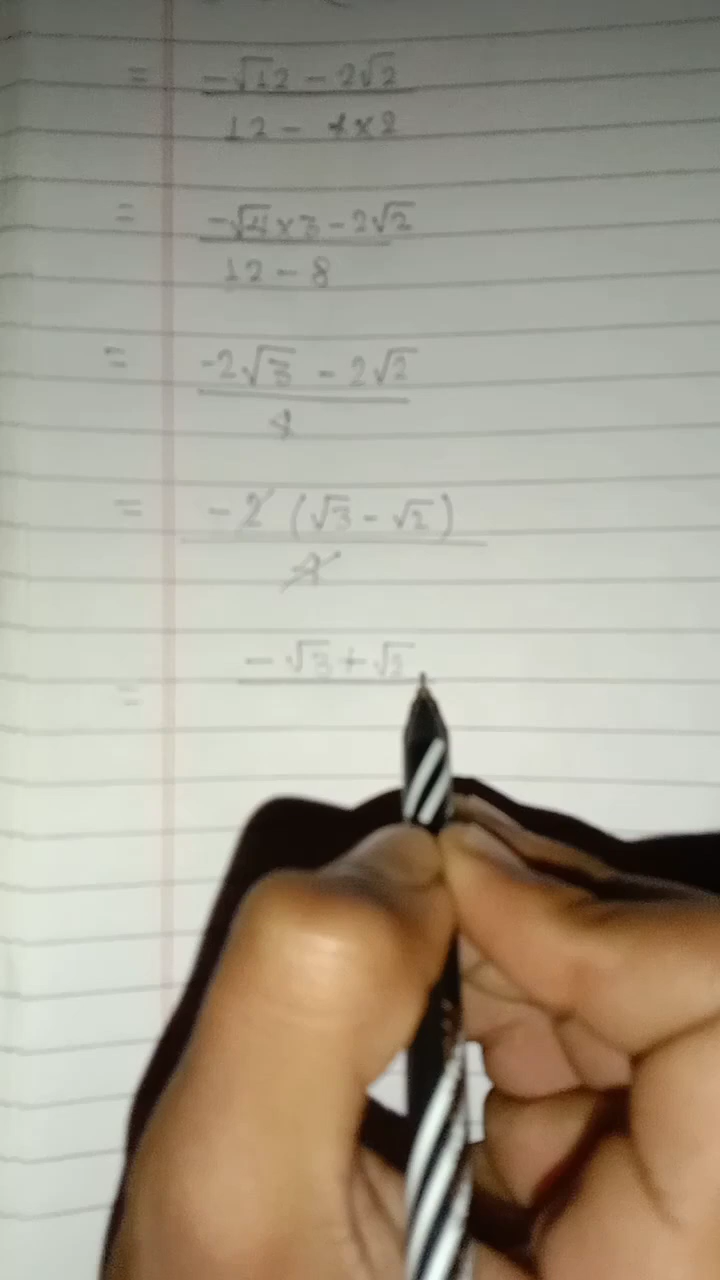 = -√12 - 2√2
12 - 4×2
= -√4×3 - 2√2
12 - 8
= -2√3 - 2√2
4
= -2 (√3 - √2)
4
= -√3 + √2